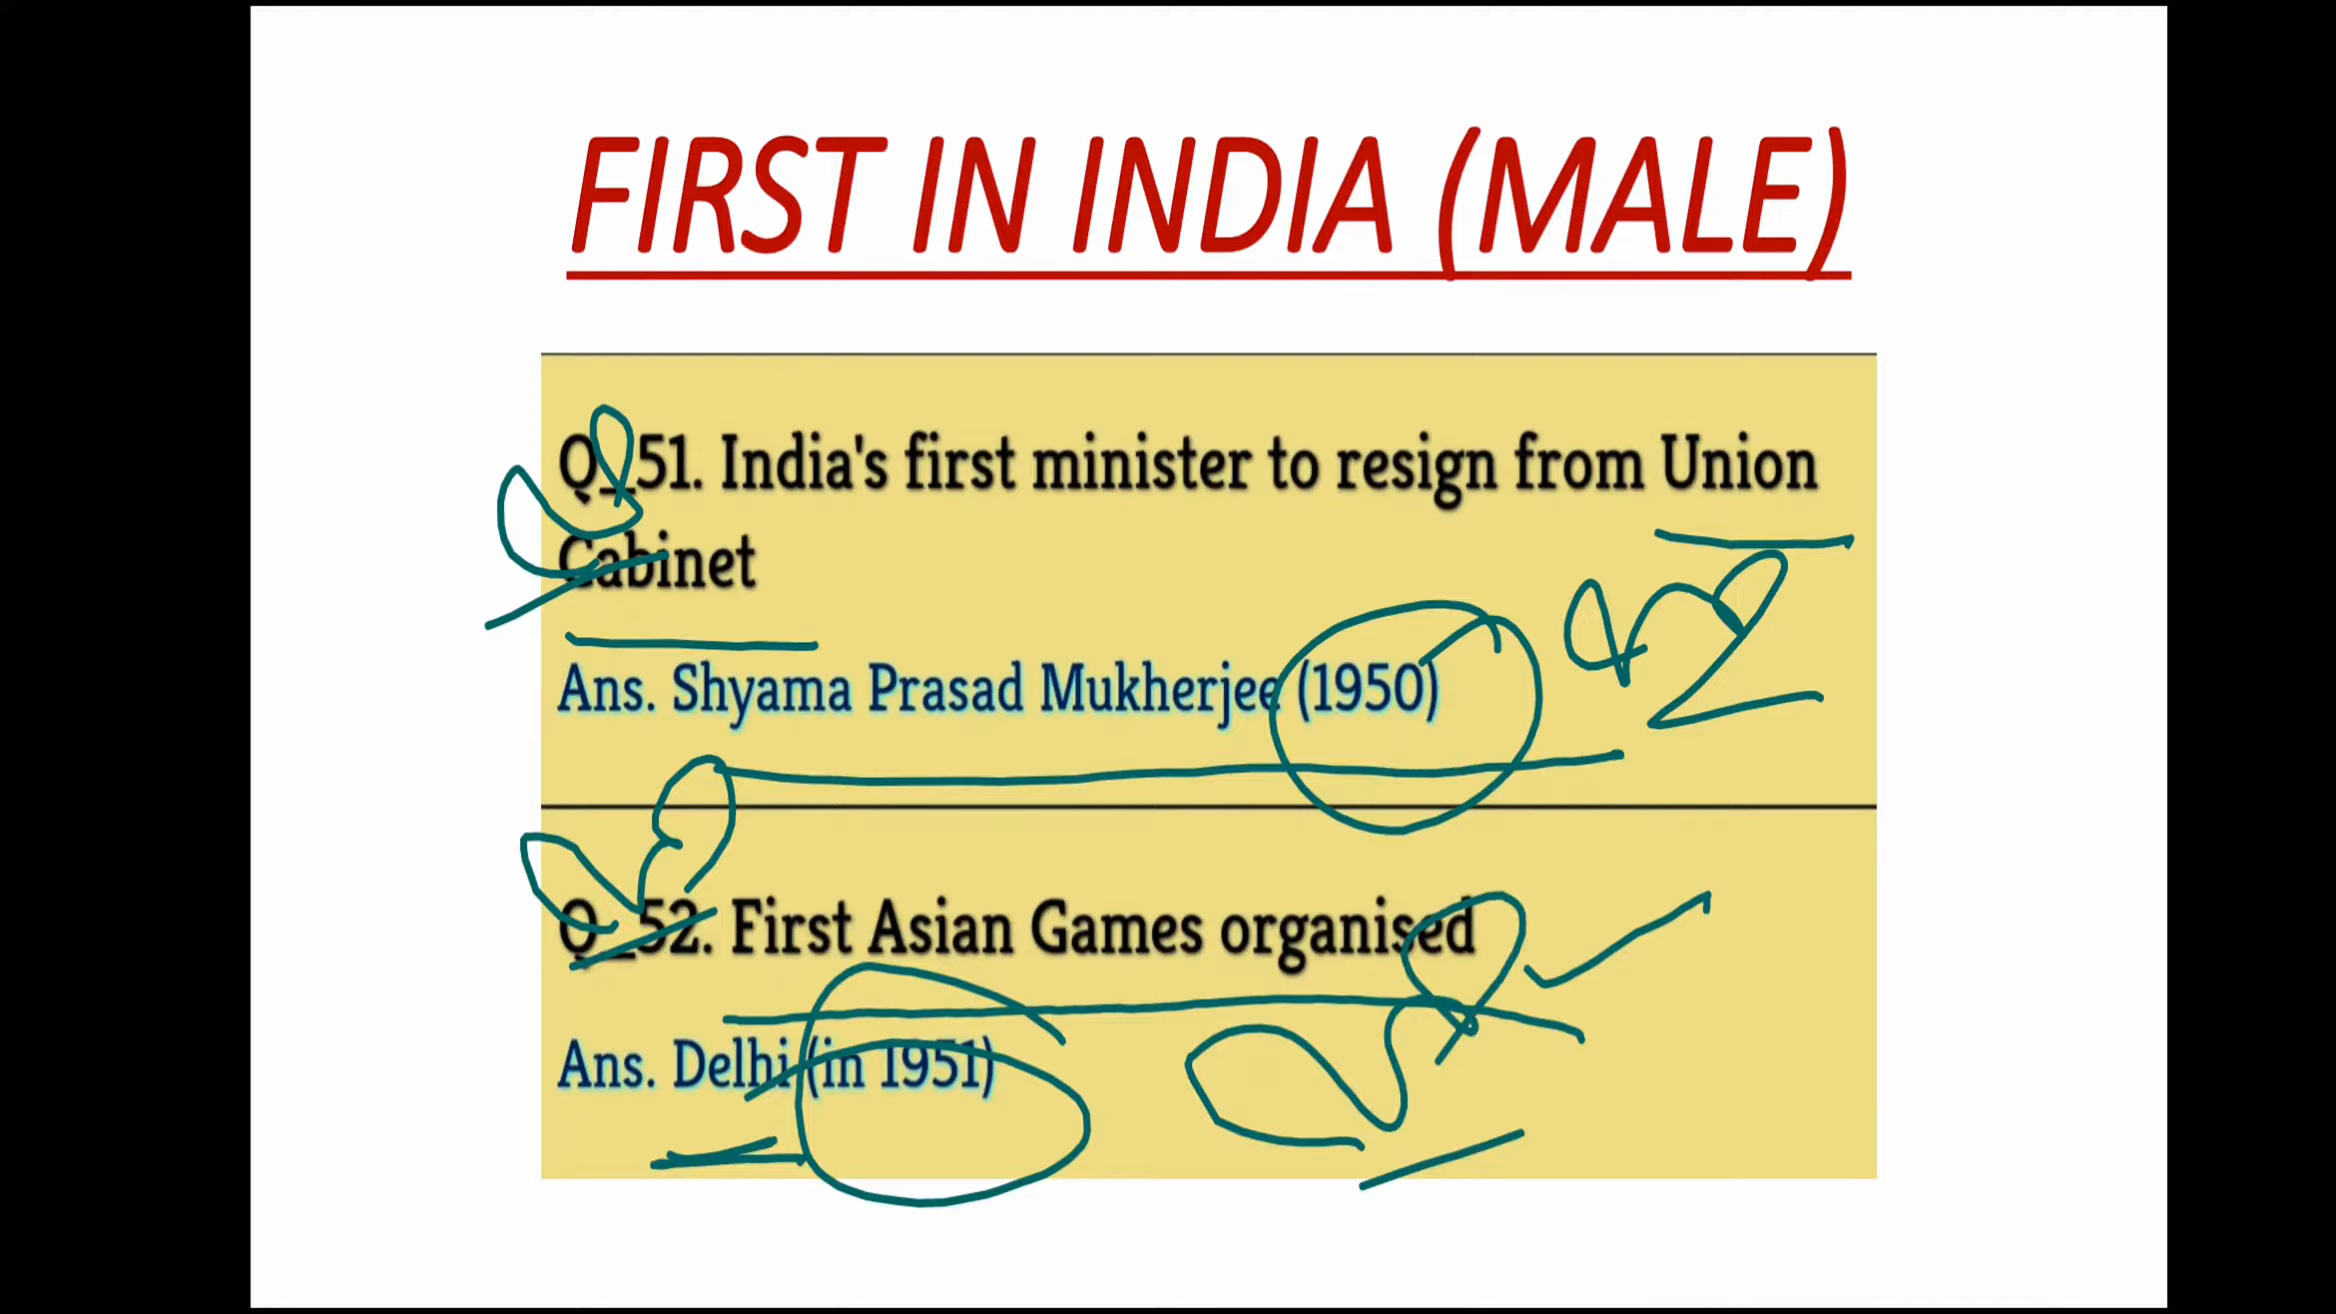 FIRST IN INDIA (MALE)
Q_51. India's first minister to resign from Union
Cabinet
Ans. Shyama Prasad Mukherjee (1950)
Q_52. First Asian Games organised
Ans. Delhi (in 1951)